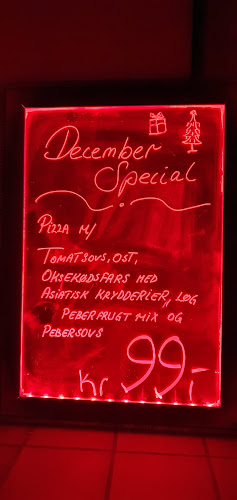 December
Special
Pizza m/
Tomatsovs, ost,
Oksekødsfars med
Asiatisk krydderier, løg
Peberfrugt mix og
Pebersovs
kr 99,-